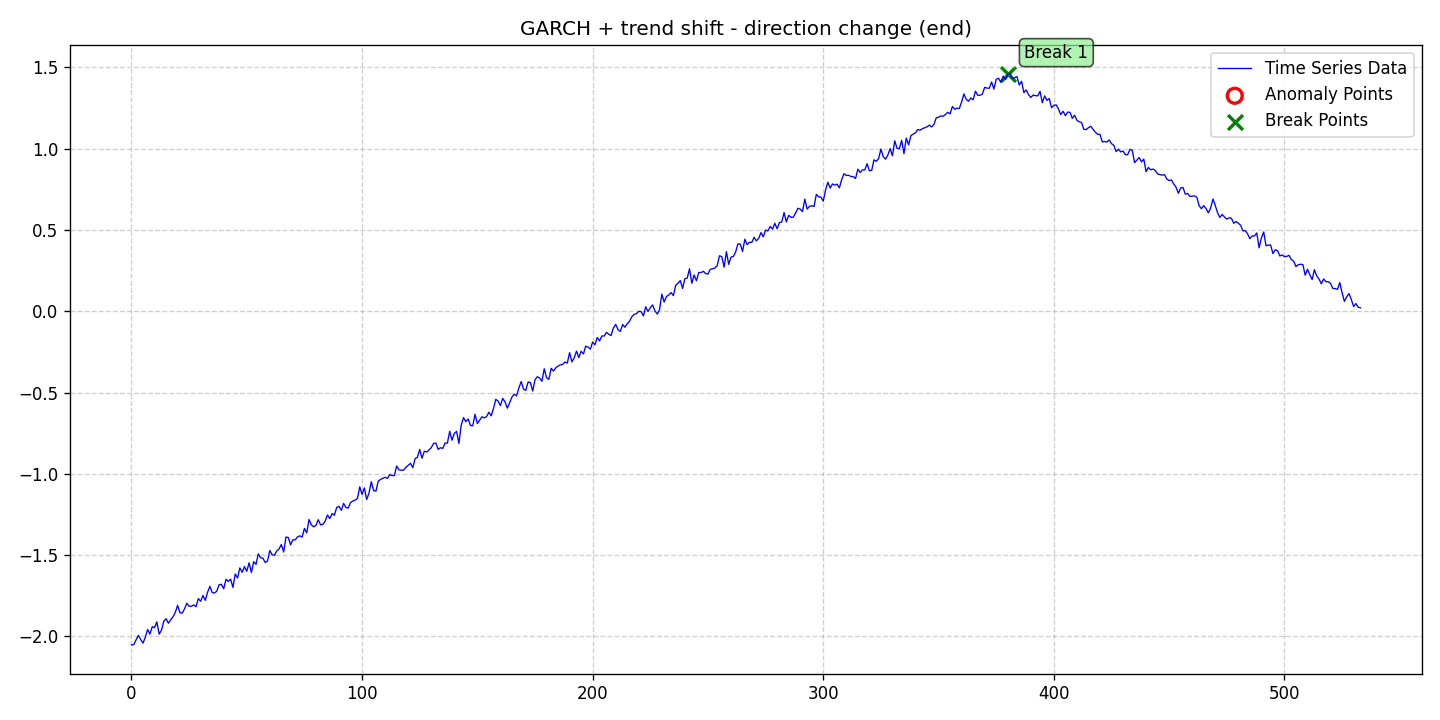 GARCH + trend shift - direction change (end)
Break 1
Time Series Data
Anomaly Points
Break Points
1.5
1.0
0.5
0.0
−0.5
−1.0
−1.5
−2.0
0 100 200 300 400 500